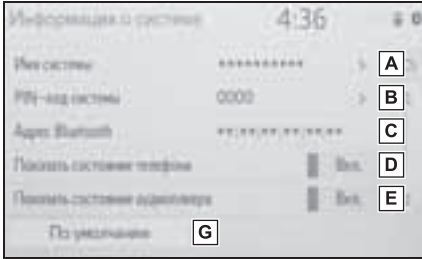 Информация о системе 4:36
Имя системы ********** A
PIN-код системы 0000 B
Адрес Bluetooth **:**:**:**:**:** C
Показать состояние телефона Вкл. D
Показать состояние аудиоплеера Вкл. E
По умолчанию G